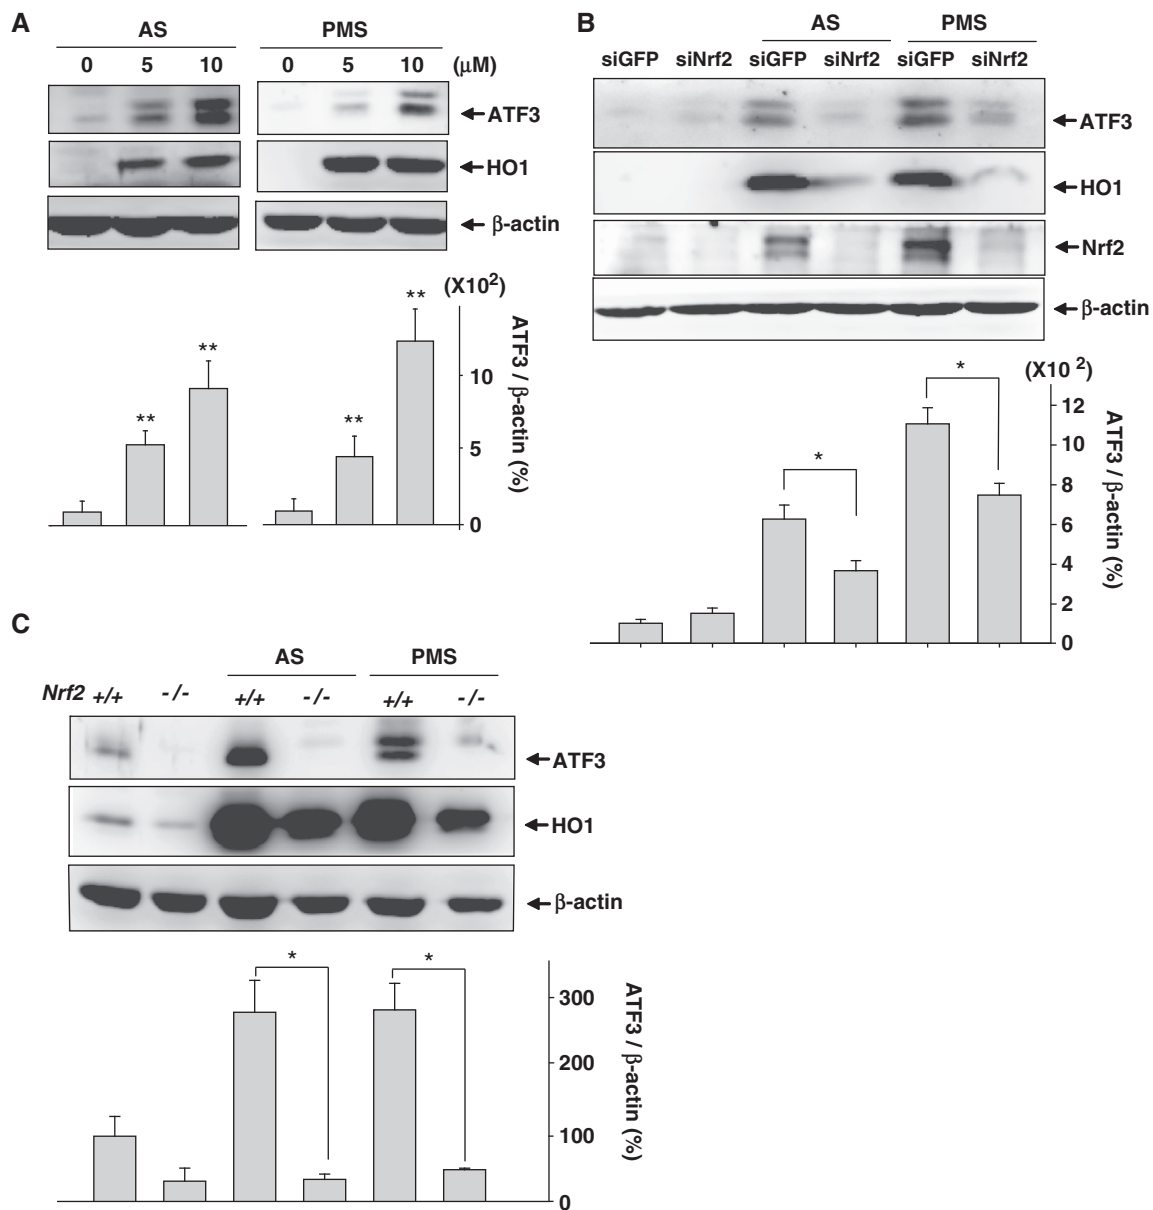 A
AS PMS
0 5 10 0 5 10 (μM)
ATF3
HO1
β-actin
(X10²)
** ** ** **
10
5
0
ATF3 / β-actin (%)
B
AS PMS
siGFP siNrf2 siGFP siNrf2 siGFP siNrf2
ATF3
HO1
Nrf2
β-actin
(X10 ²)
* *
12
10
8
6
4
2
0
ATF3 / β-actin (%)
C
AS PMS
Nrf2 +/+ -/- +/+ -/- +/+ -/-
ATF3
HO1
β-actin
* *
300
200
100
0
ATF3 / β-actin (%)